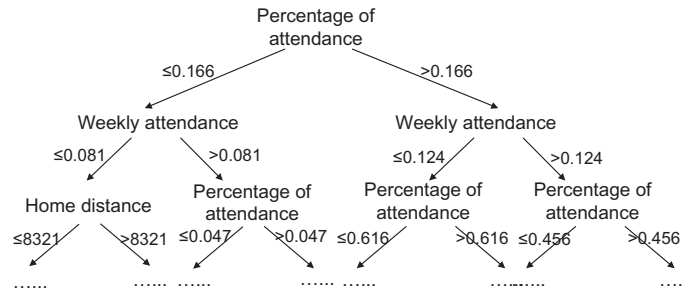 Percentage of
attendance
≤0.166
>0.166
Weekly attendance
Weekly attendance
≤0.081
>0.081
≤0.124
>0.124
Home distance
Percentage of
attendance
Percentage of
attendance
Percentage of
attendance
≤8321
>8321
≤0.047
>0.047
≤0.616
>0.616
≤0.456
>0.456
......
......
......
......
......
......
......
....